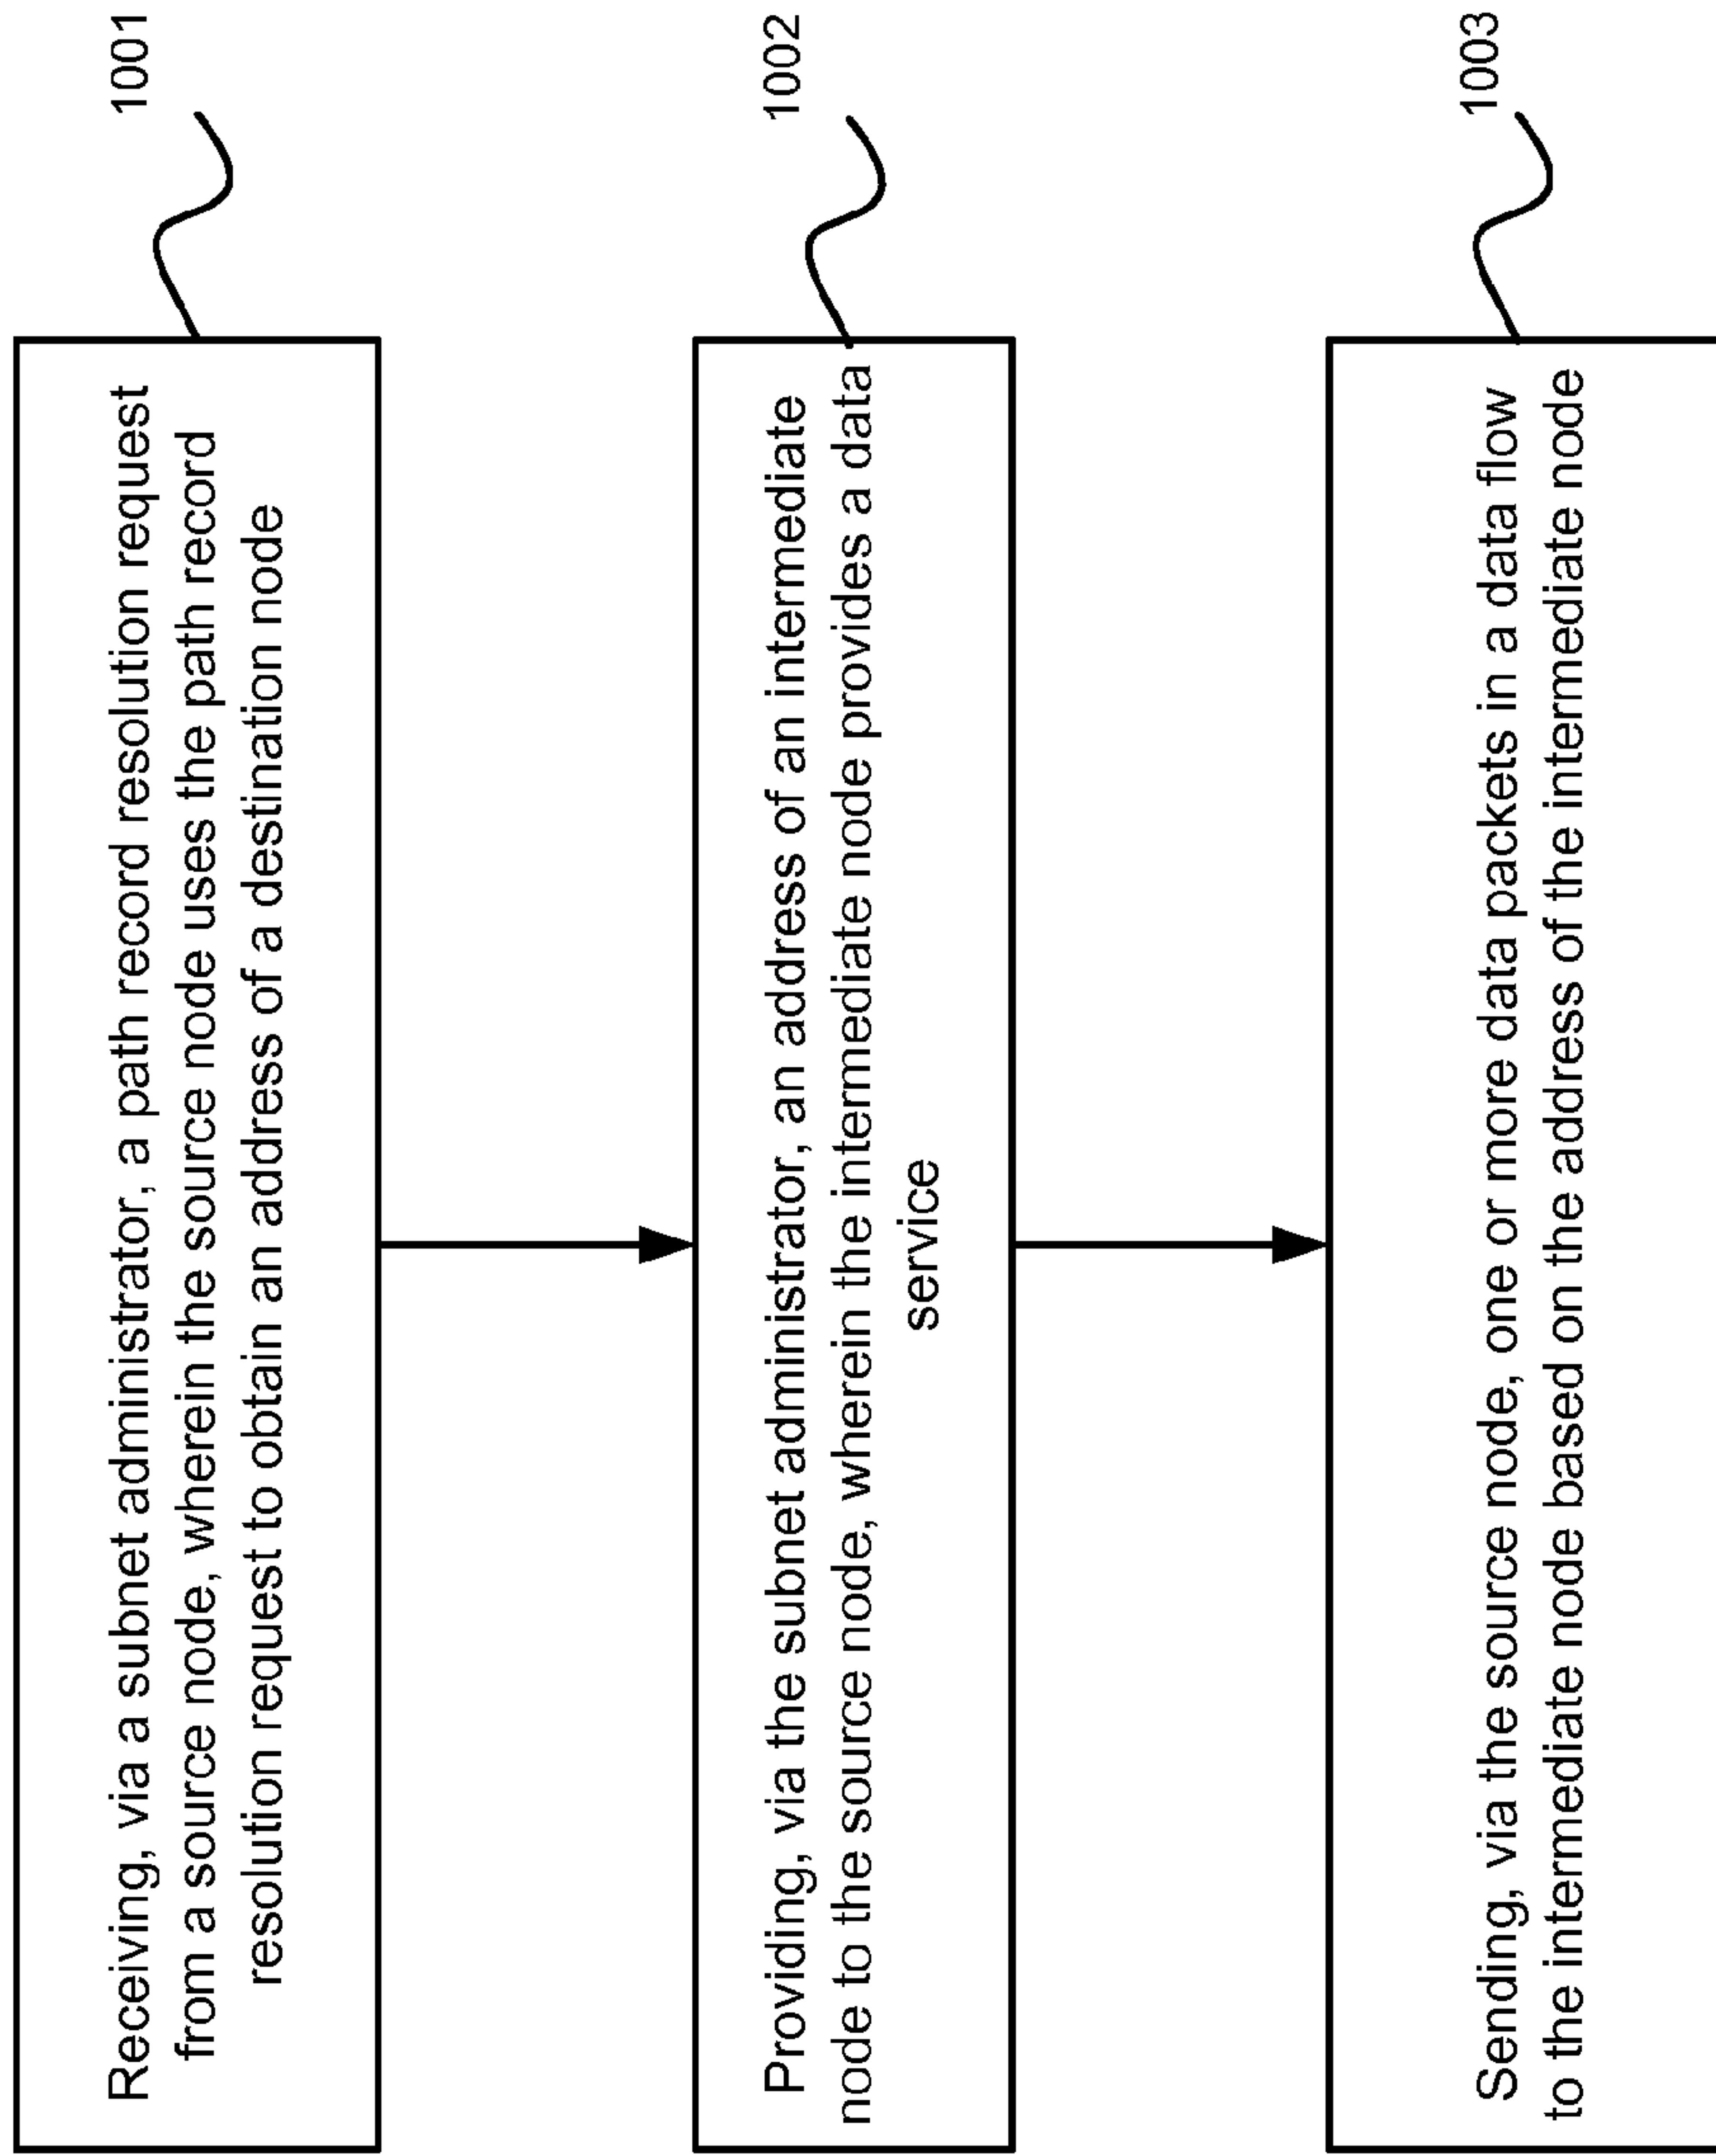 Receiving, via a subnet administrator, a path record resolution request
from a source node, wherein the source node uses the path record
resolution request to obtain an address of a destination node
1001
Providing, via the subnet administrator, an address of an intermediate
node to the source node, wherein the intermediate node provides a data
service
1002
Sending, via the source node, one or more data packets in a data flow
to the intermediate node based on the address of the intermediate node
1003